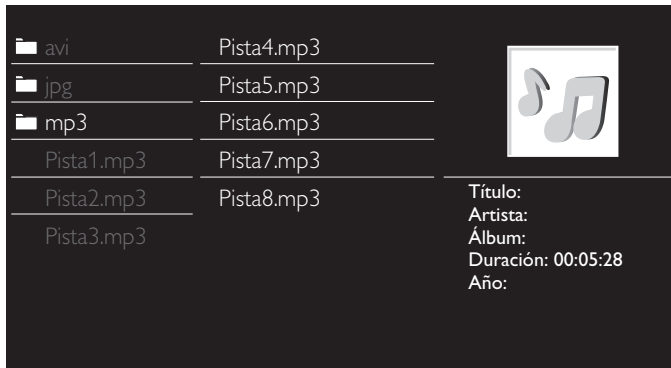 avi
jpg
mp3
Pista1.mp3
Pista2.mp3
Pista3.mp3
Pista4.mp3
Pista5.mp3
Pista6.mp3
Pista7.mp3
Pista8.mp3
Título:
Artista:
Álbum:
Duración: 00:05:28
Año: